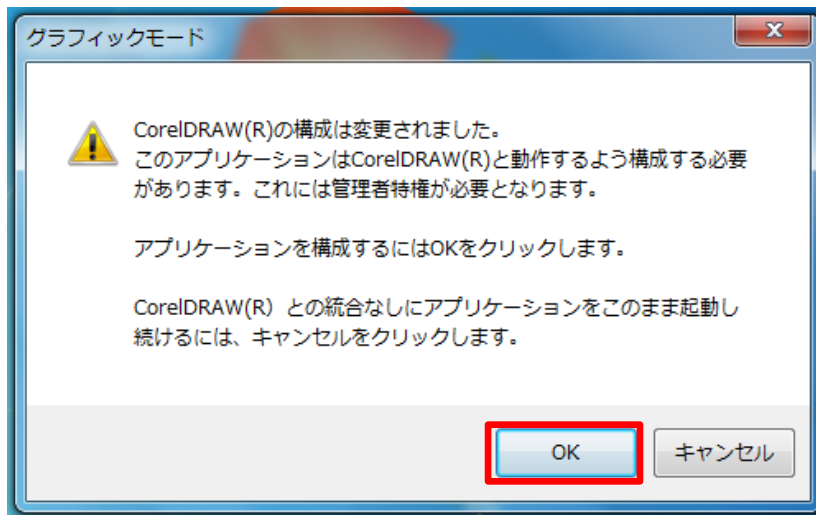 グラフィックモード
CorelDRAW(R)の構成は変更されました。
このアプリケーションはCorelDRAW(R)と動作するよう構成する必要
があります。これには管理者特権が必要となります。
アプリケーションを構成するにはOKをクリックします。
CorelDRAW(R）との統合なしにアプリケーションをこのまま起動し
続けるには、キャンセルをクリックします。
OK
キャンセル